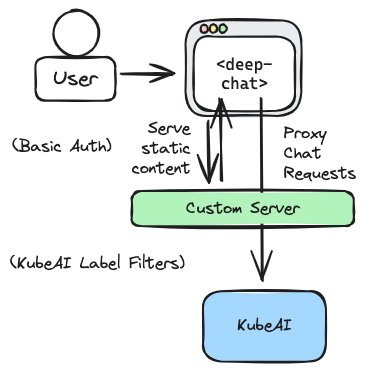 User
<deep-
chat>
(Basic Auth)
Serve
static
content
Proxy
Chat
Requests
Custom Server
(KubeAI Label Filters)
KubeAI